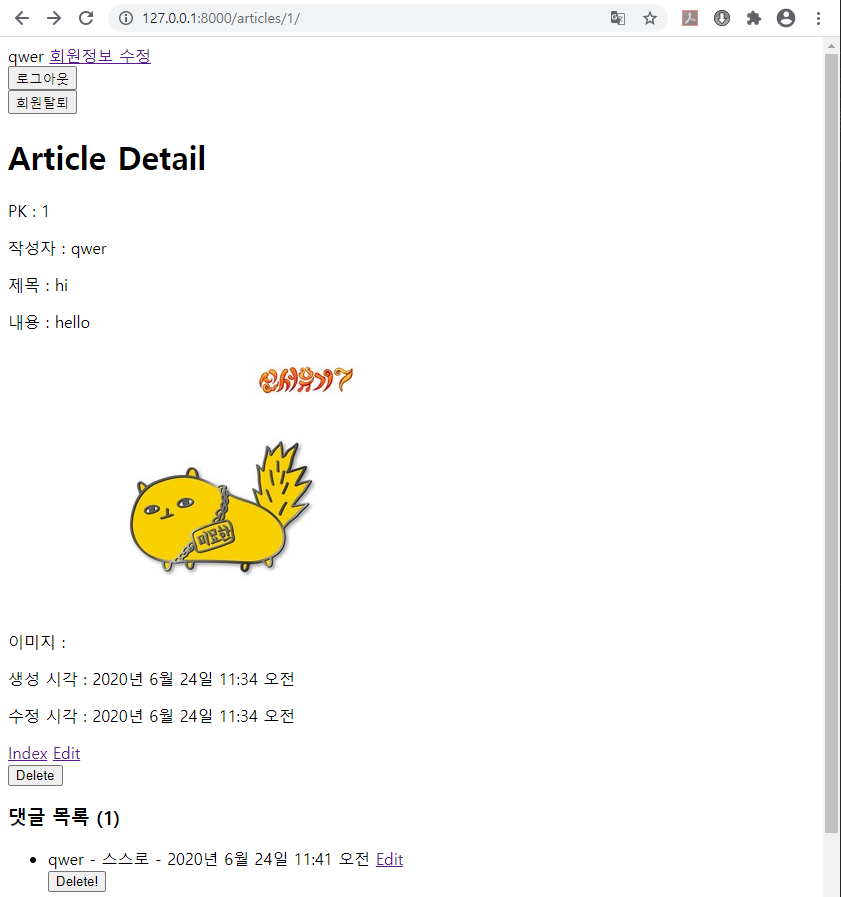 127.0.0.1:8000/articles/1/
qwer 회원정보 수정
로그아웃
회원탈퇴
Article Detail
PK : 1
작성자 : qwer
제목 : hi
내용 : hello
신서유기7
미묘한
이미지 :
생성 시각 : 2020년 6월 24일 11:34 오전
수정 시각 : 2020년 6월 24일 11:34 오전
Index Edit
Delete
댓글 목록 (1)
qwer - 스스로 - 2020년 6월 24일 11:41 오전 Edit
Delete!